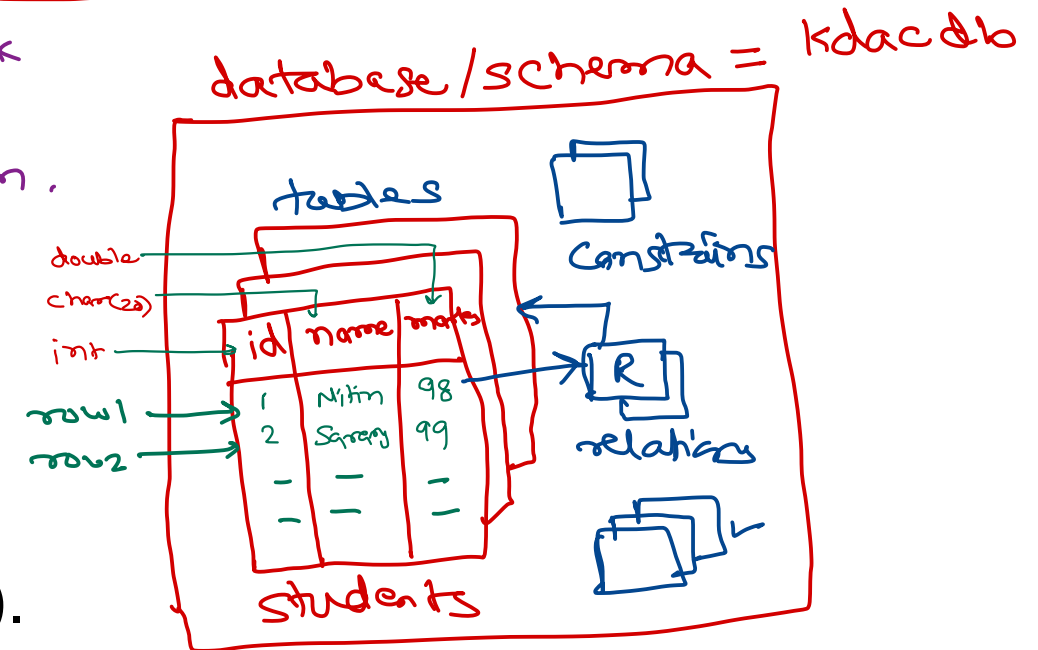 k
database/schema = kdacdb
n.
tables
double
char(20)
constrains
int
id name marks
R
row1 1 Nitin 98
row2 2 Sarang 99
relations
students
).